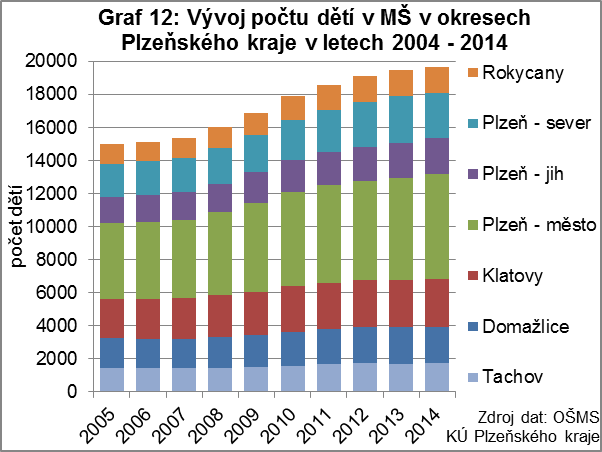 Graf 12: Vývoj počtu dětí v MŠ v okresech
Plzeňského kraje v letech 2004 - 2014
počet dětí
20000
18000
16000
14000
12000
10000
8000
6000
4000
2000
0
2005 2006 2007 2008 2009 2010 2011 2012 2013 2014
Rokycany
Plzeň - sever
Plzeň - jih
Plzeň - město
Klatovy
Domažlice
Tachov
Zdroj dat: OŠMS
KÚ Plzeňského kraje